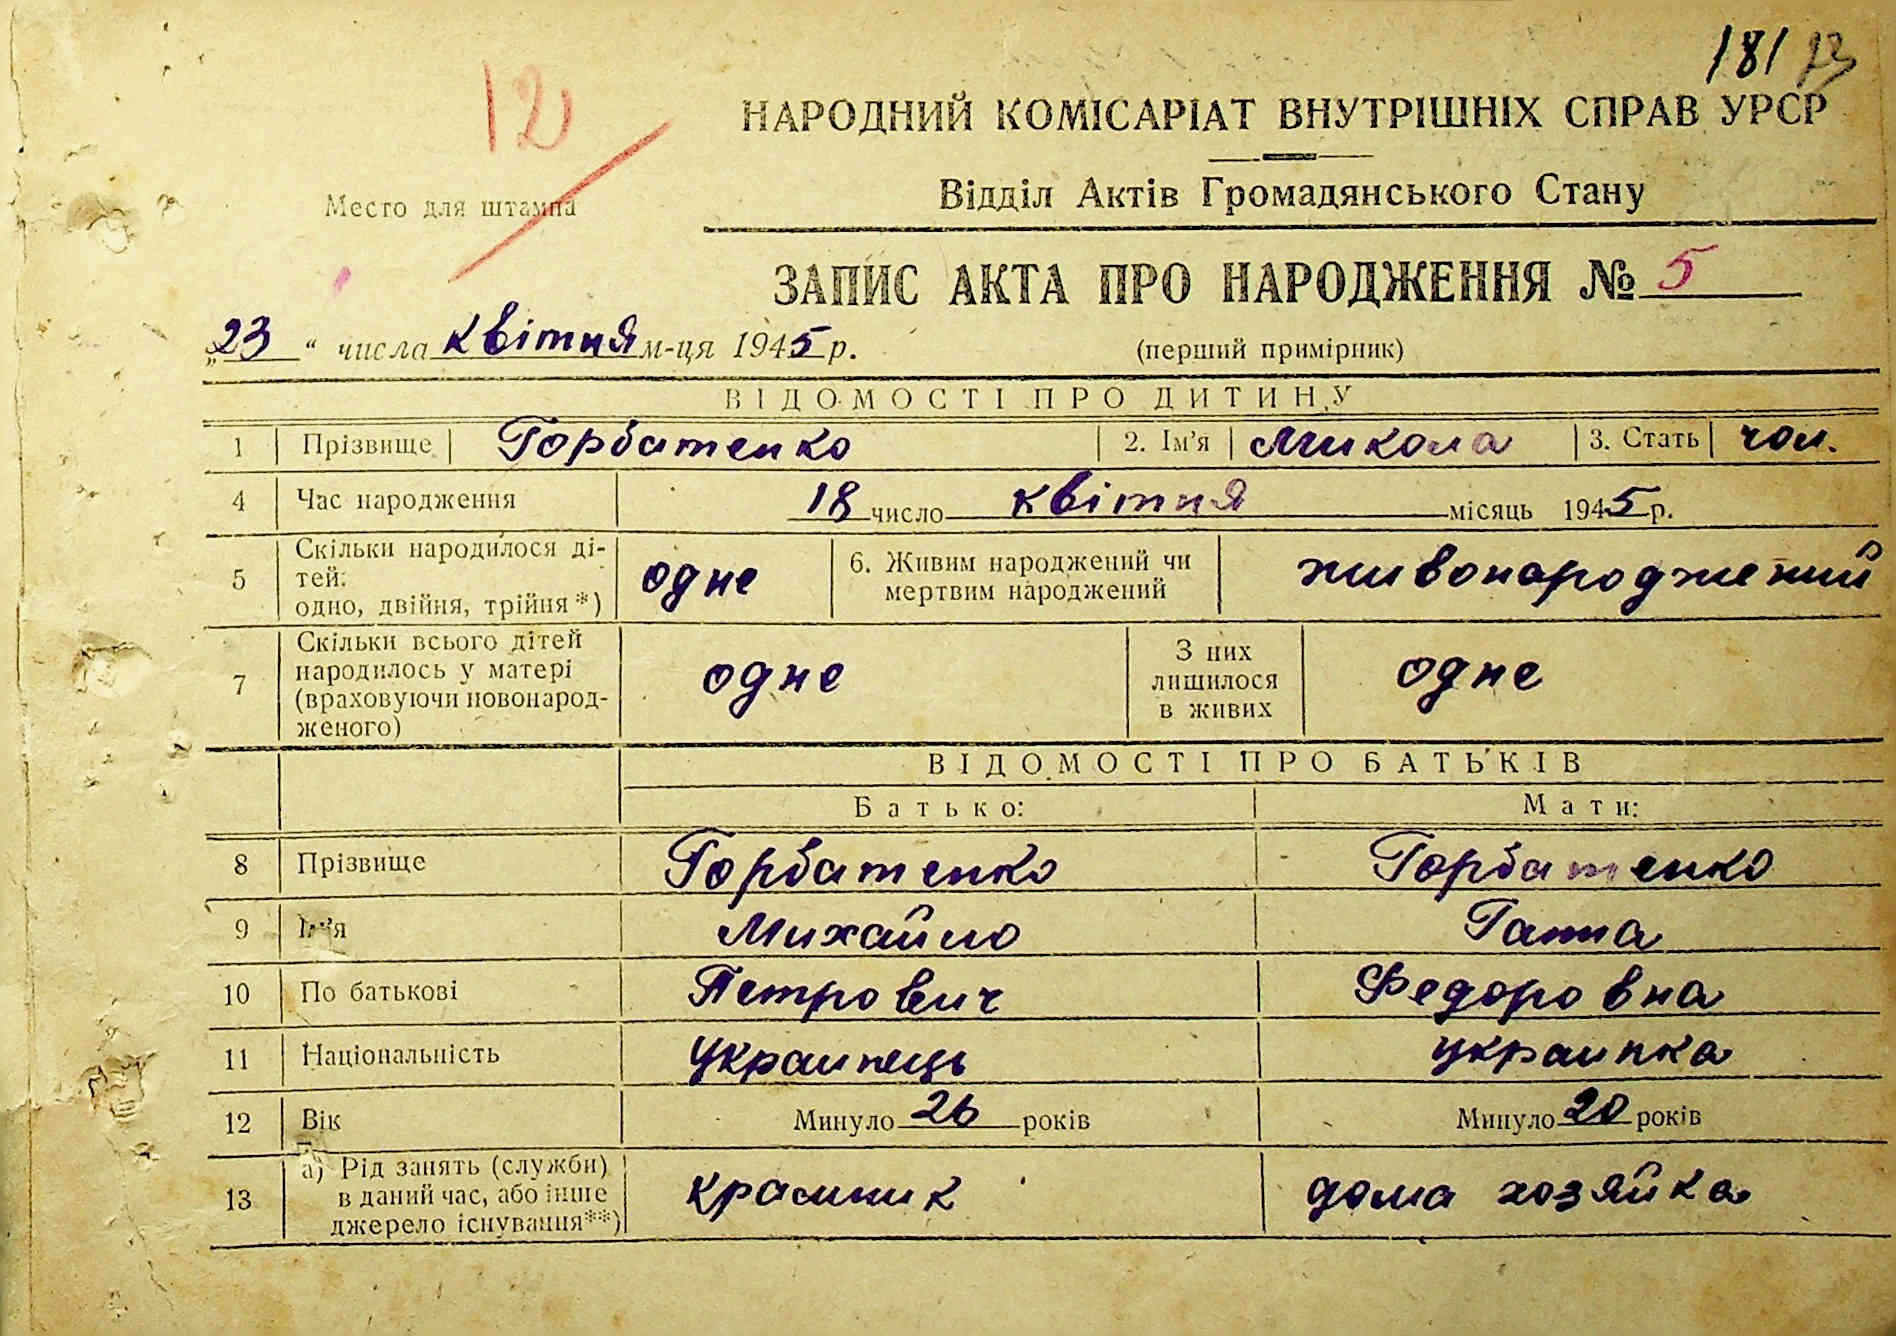 181
12
НАРОДНИЙ КОМІСАРІАТ ВНУТРІШНІХ СПРАВ УРСР
Відділ Актів Громадянського Стану
Место для штампа
ЗАПИС АКТА ПРО НАРОДЖЕННЯ № 5
„23“ числа квітня м-ця 1945 р. (перший примірник)
ВІДОМОСТІ ПРО ДИТИНУ
1 Прізвище Горбатенко 2. Ім'я Микола 3. Стать чол.
4 Час народження 18 число квітня місяць 1945 р.
5 Скільки народилося ді-
тей:
одно, двійня, трійня*) одне 6. Живим народжений чи
мертвим народжений живонароджений
7 Скільки всього дітей
народилось у матері
(враховуючи новонарод-
женого) одне З них
лишилося
в живих одне
ВІДОМОСТІ ПРО БАТЬКІВ
Батько: Мати:
8 Прізвище Горбатенко Горбатенко
9 Ім'я Михайло Ганна
10 По батькові Петрович Федоровна
11 Національність украинець украинка
12 Вік Минуло 26 років Минуло 20 років
13 а) Рід занять (служби)
в даний час, або інше
джерело існування**) крамник дома хозяйка